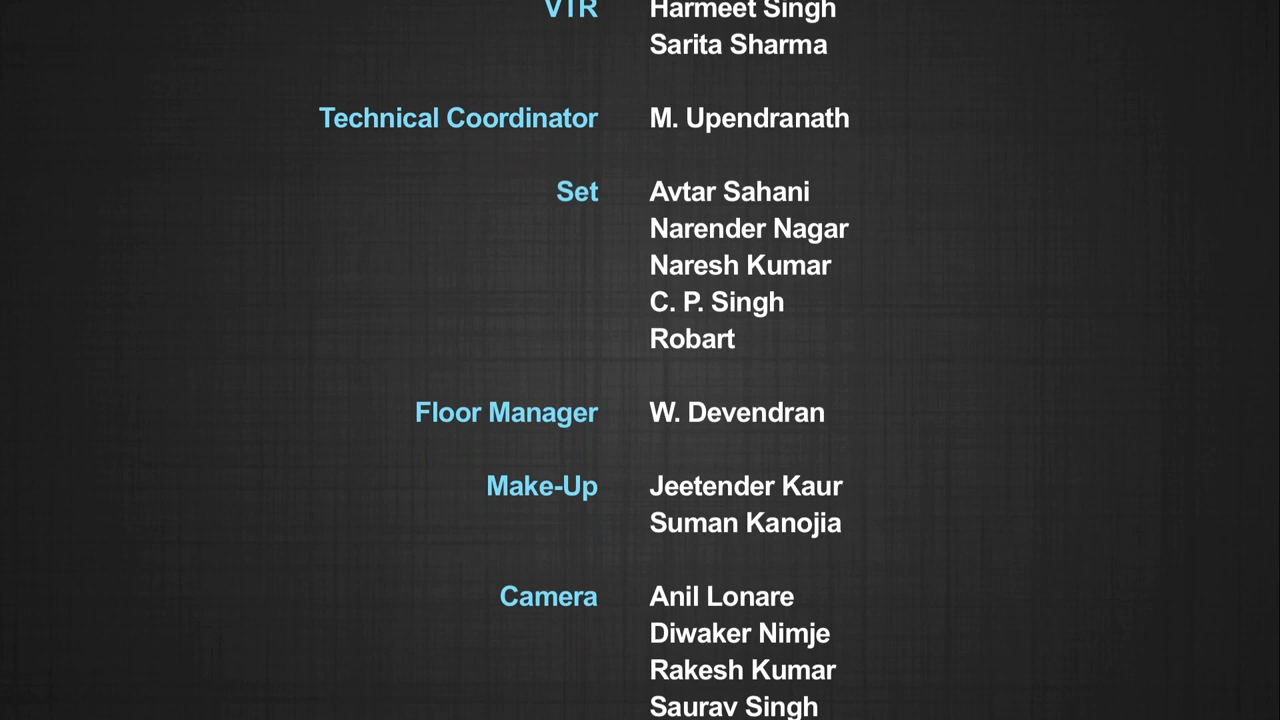 VTR Harmeet Singh
Sarita Sharma
Technical Coordinator M. Upendranath
Set Avtar Sahani
Narender Nagar
Naresh Kumar
C. P. Singh
Robart
Floor Manager W. Devendran
Make-Up Jeetender Kaur
Suman Kanojia
Camera Anil Lonare
Diwaker Nimje
Rakesh Kumar
Saurav Singh